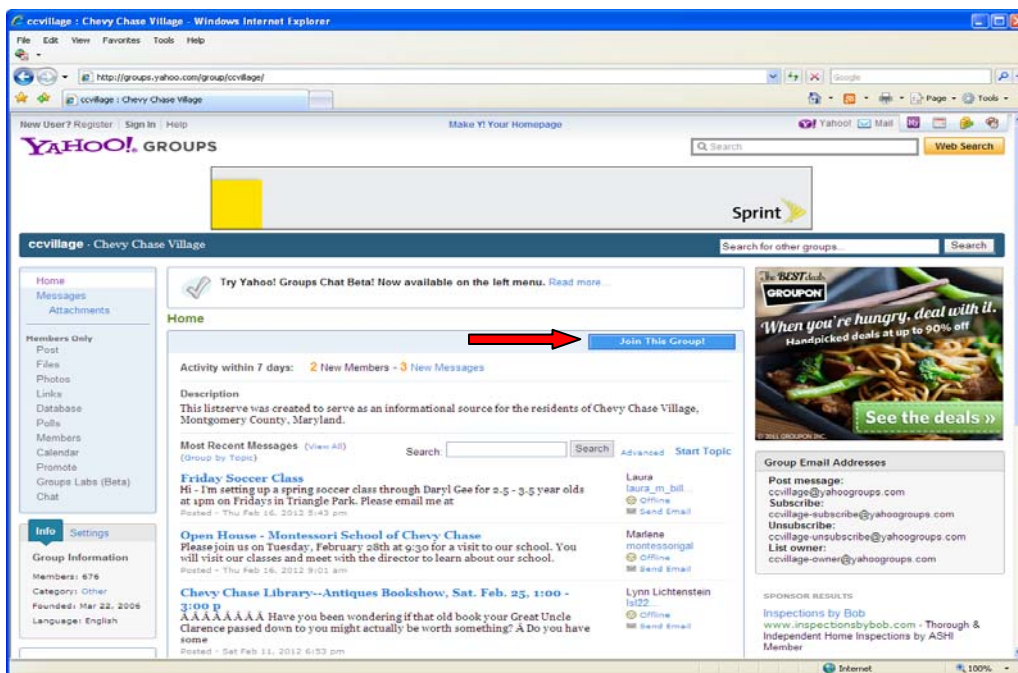 ccvillage : Chevy Chase Village - Windows Internet Explorer
File Edit View Favorites Tools Help
http://groups.yahoo.com/group/ccvillage/
Google
ccvillage : Chevy Chase Village
Page Tools
New User? Register Sign In Help
Make Y! Your Homepage
Yahoo! Mail
YAHOO! GROUPS
Search
Web Search
Sprint
ccvillage - Chevy Chase Village
Search for other groups...
Search
Home
Messages
Attachments
Members Only
Post
Files
Photos
Links
Database
Polls
Members
Calendar
Promote
Groups Labs (Beta)
Chat
Info Settings
Group Information
Members: 676
Category: Other
Founded: Mar 22, 2006
Language: English
Try Yahoo! Groups Chat Beta! Now available on the left menu. Read more...
Home
Join This Group!
Activity within 7 days: 2 New Members - 3 New Messages
Description
This listserve was created to serve as an informational source for the residents of Chevy Chase Village,
Montgomery County, Maryland.
Most Recent Messages (View All)
(Group by Topic)
Search:
Search
Advanced
Start Topic
Friday Soccer Class
Hi - I'm setting up a spring soccer class through Daryl Gee for 2.5 - 3.5 year olds
at 1pm on Fridays in Triangle Park. Please email me at
Posted - Thu Feb 16, 2012 5:43 pm
Laura
laura_m_bill...
Offline
Send Email
Open House - Montessori School of Chevy Chase
Please join us on Tuesday, February 28th at 9:30 for a visit to our school. You
will visit our classes and meet with the director to learn about our school.
Posted - Thu Feb 16, 2012 9:01 am
Marlene
montessorigal
Offline
Send Email
Chevy Chase Library--Antiques Bookshow, Sat. Feb. 25, 1:00 -
3:00 p
Â Â Â Â Â Â Â Â Have you been wondering if that old book your Great Uncle
Clarence passed down to you might actually be worth something? Â Do you have
some
Posted - Sat Feb 11, 2012 6:53 pm
Lynn Lichtenstein
lsl22...
Offline
Send Email
The BEST deals
GROUPON
When you're hungry, deal with it.
Handpicked deals at up to 90% off
See the deals »
© 2011 GROUPON INC.
Group Email Addresses
Post message:
ccvillage@yahoogroups.com
Subscribe:
ccvillage-subscribe@yahoogroups.com
Unsubscribe:
ccvillage-unsubscribe@yahoogroups.com
List owner:
ccvillage-owner@yahoogroups.com
SPONSOR RESULTS
Inspections by Bob
www.inspectionsbybob.com - Thorough &
Independent Home Inspections by ASHI
Member
Internet
100%